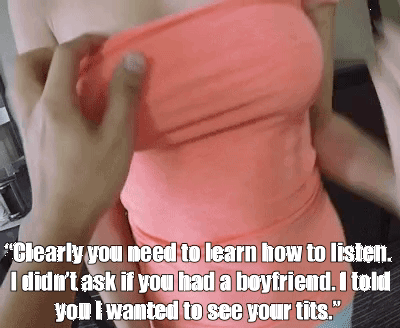 “Clearly you need to learn how to listen.
I didn't ask if you had a boyfriend. I told
you I wanted to see your tits.”